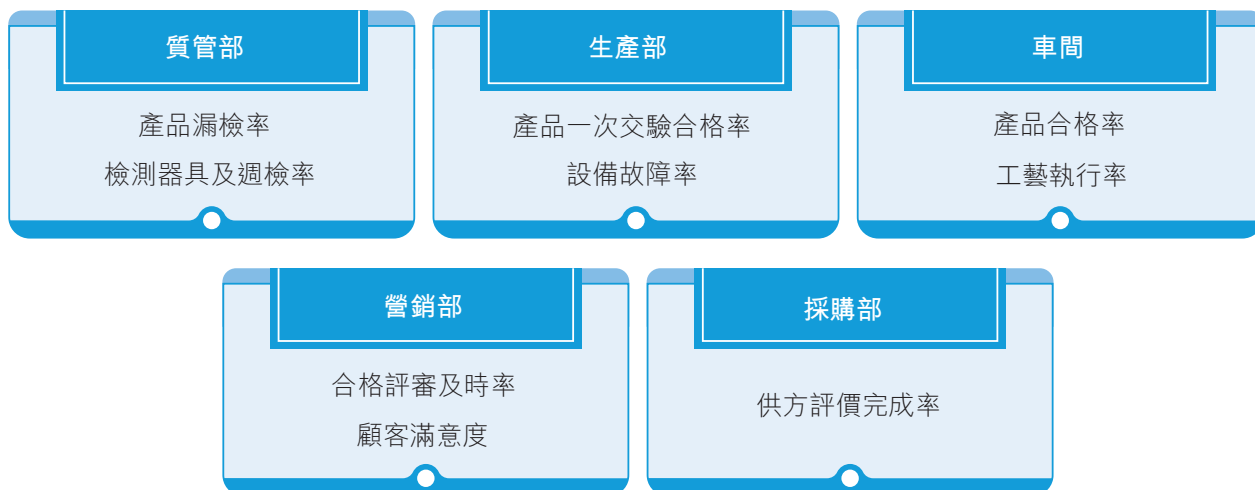 質管部
產品漏檢率
檢測器具及週檢率
生產部
產品一次交驗合格率
設備故障率
車間
產品合格率
工藝執行率
營銷部
合格評審及時率
顧客滿意度
採購部
供方評價完成率